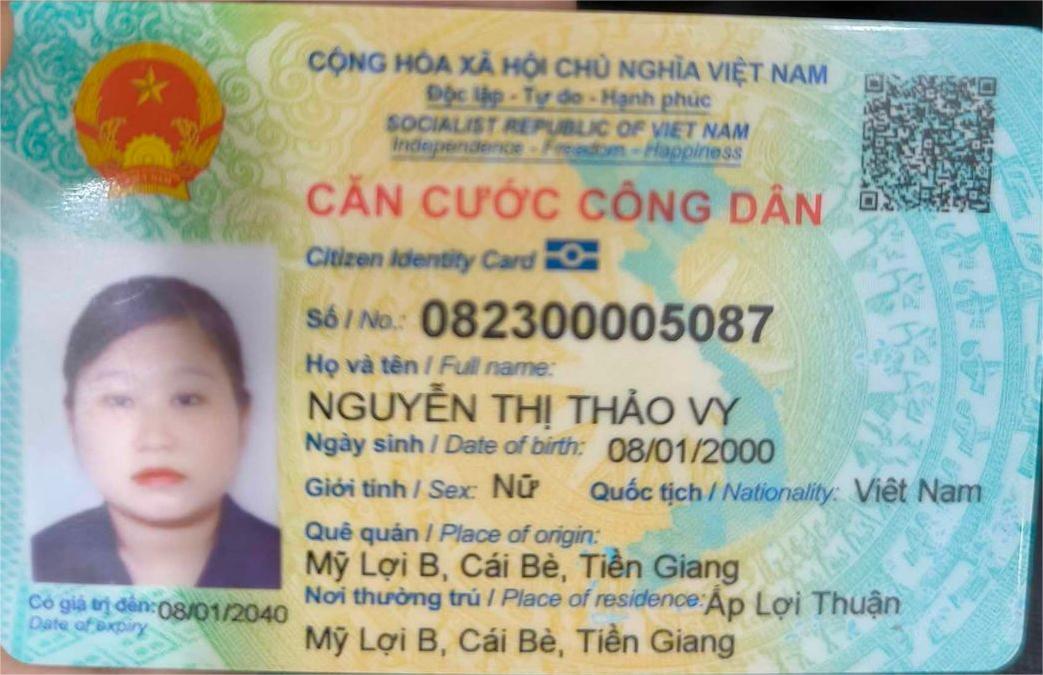 CỘNG HÒA XÃ HỘI CHỦ NGHĨA VIỆT NAM
Độc lập - Tự do - Hạnh phúc
SOCIALIST REPUBLIC OF VIET NAM
Independence - Freedom - Happiness
CĂN CƯỚC CÔNG DÂN
Citizen Identity Card
Số / No.: 082300005087
Họ và tên / Full name:
NGUYỄN THỊ THẢO VY
Ngày sinh / Date of birth: 08/01/2000
Giới tính / Sex: Nữ Quốc tịch / Nationality: Việt Nam
Quê quán / Place of origin:
Mỹ Lợi B, Cái Bè, Tiền Giang
Nơi thường trú / Place of residence: Ấp Lợi Thuận
Mỹ Lợi B, Cái Bè, Tiền Giang
Có giá trị đến: 08/01/2040
Date of expiry